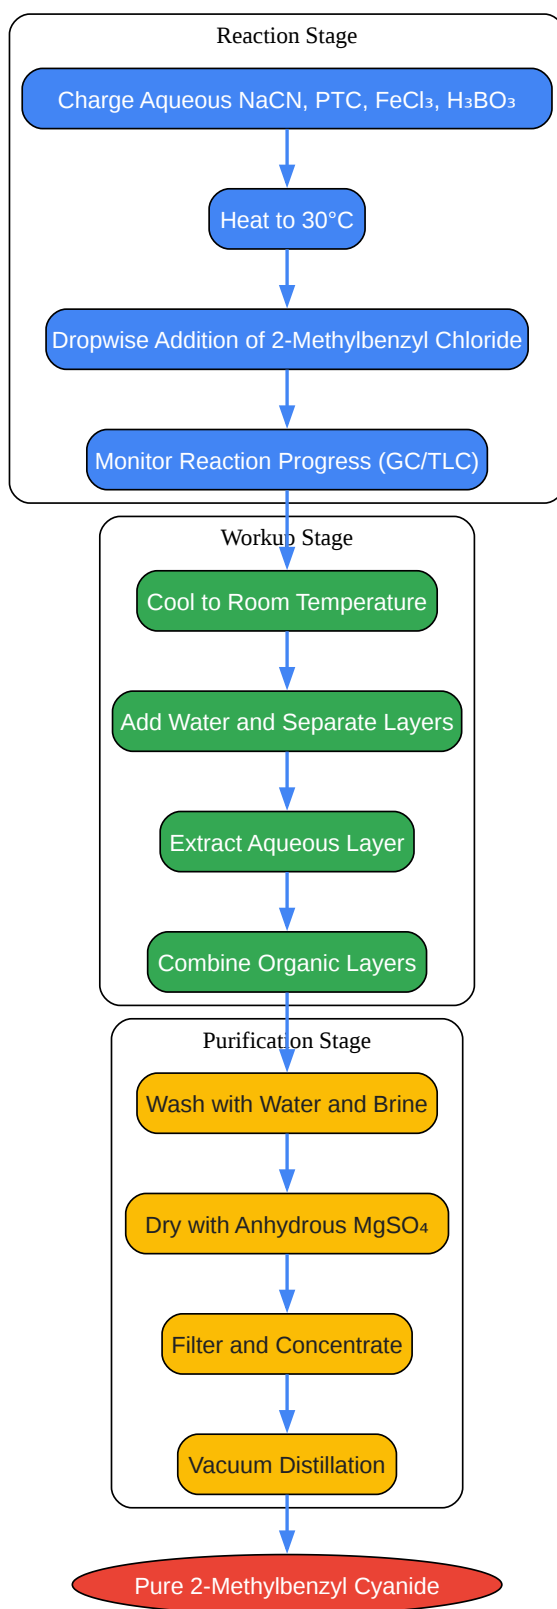 Reaction Stage
Charge Aqueous NaCN, PTC, FeCl₃, H₃BO₃
Heat to 30°C
Dropwise Addition of 2-Methylbenzyl Chloride
Monitor Reaction Progress (GC/TLC)
Workup Stage
Cool to Room Temperature
Add Water and Separate Layers
Extract Aqueous Layer
Combine Organic Layers
Purification Stage
Wash with Water and Brine
Dry with Anhydrous MgSO₄
Filter and Concentrate
Vacuum Distillation
Pure 2-Methylbenzyl Cyanide